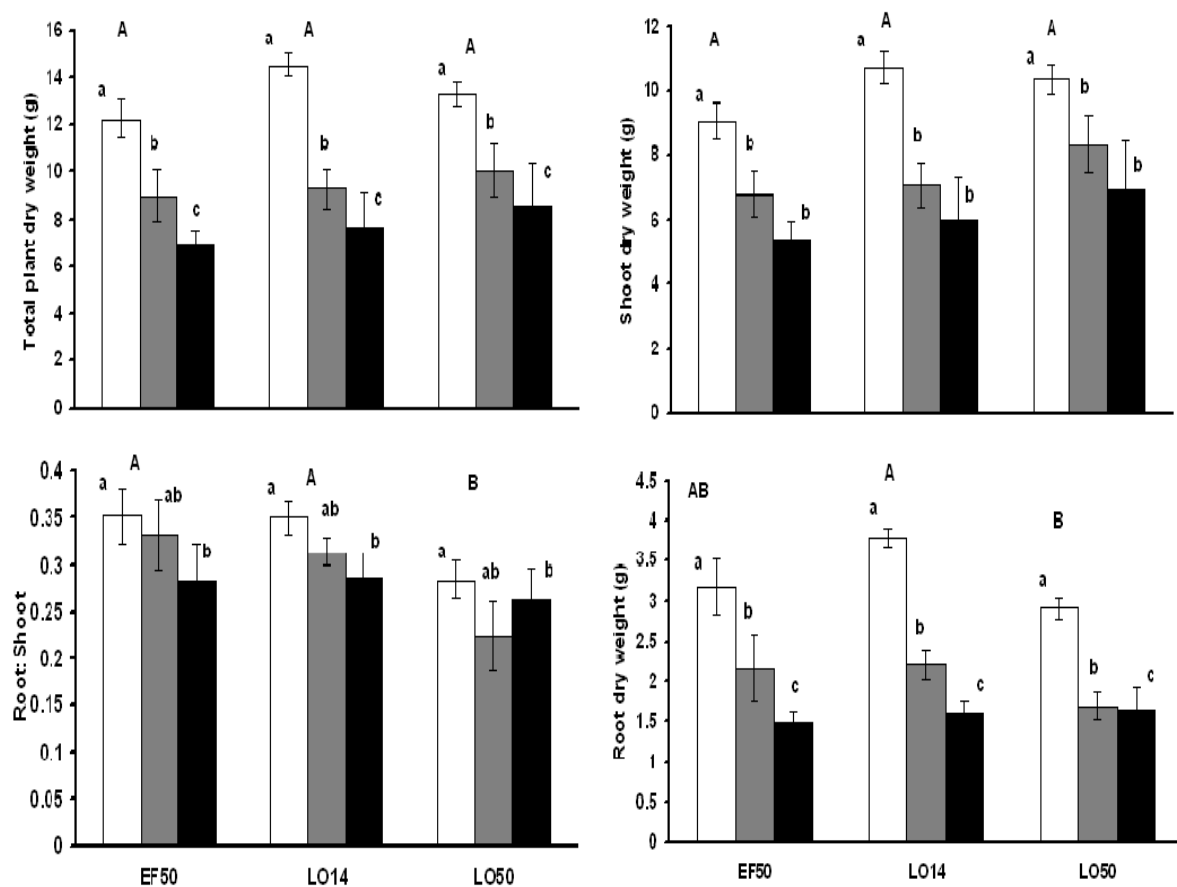 Total plant dry weight (g)
16
14
12
10
8
6
4
2
0
A
A
A
a
b
c
a
b
c
a
b
c
Shoot dry weight (g)
12
10
8
6
4
2
0
A
A
A
a
b
b
a
b
b
a
b
b
Root: Shoot
0.4
0.35
0.3
0.25
0.2
0.15
0.1
0.05
0
A
A
B
a
ab
b
a
ab
b
a
ab
b
EF50 LO14 LO50
Root dry weight (g)
4.5
4
3.5
3
2.5
2
1.5
1
0.5
0
AB
A
B
a
b
c
a
b
c
a
b
c
EF50 LO14 LO50